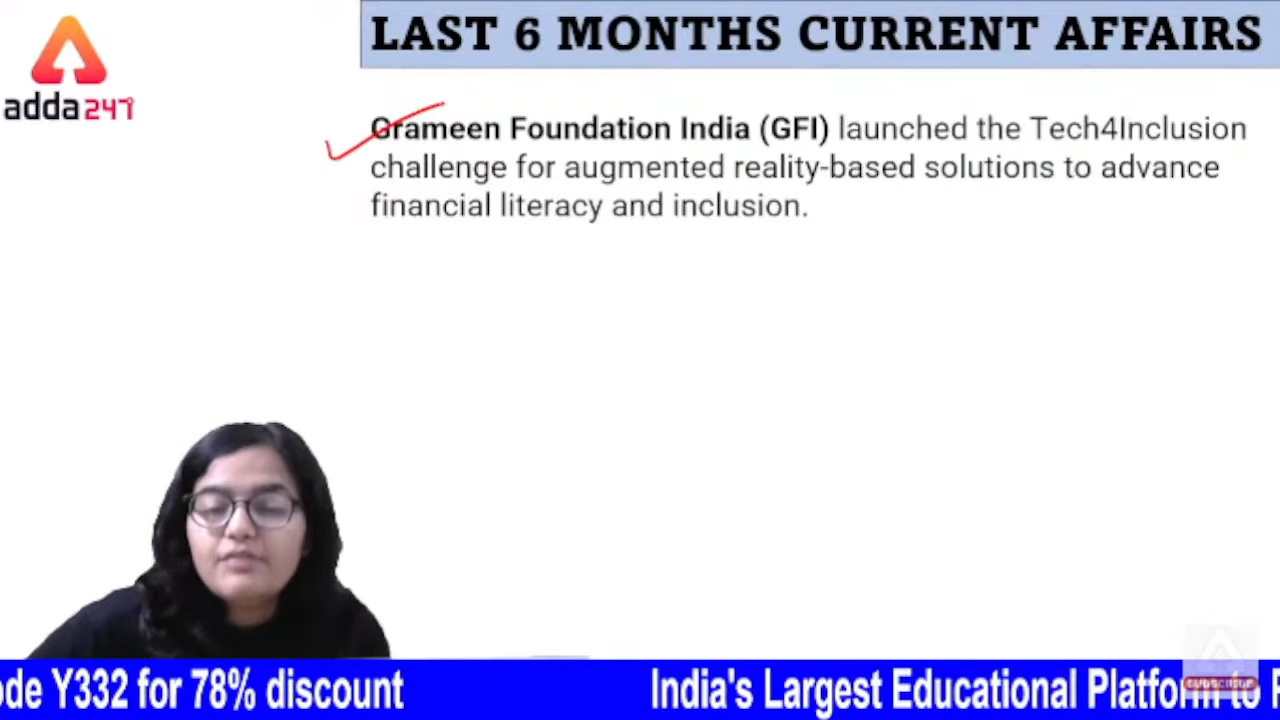 LAST 6 MONTHS CURRENT AFFAIRS
adda247
Grameen Foundation India (GFI) launched the Tech4Inclusion
challenge for augmented reality-based solutions to advance
financial literacy and inclusion.
Y332 for 78% discount
India's Largest Educational Platform to
SUBSCRIBE